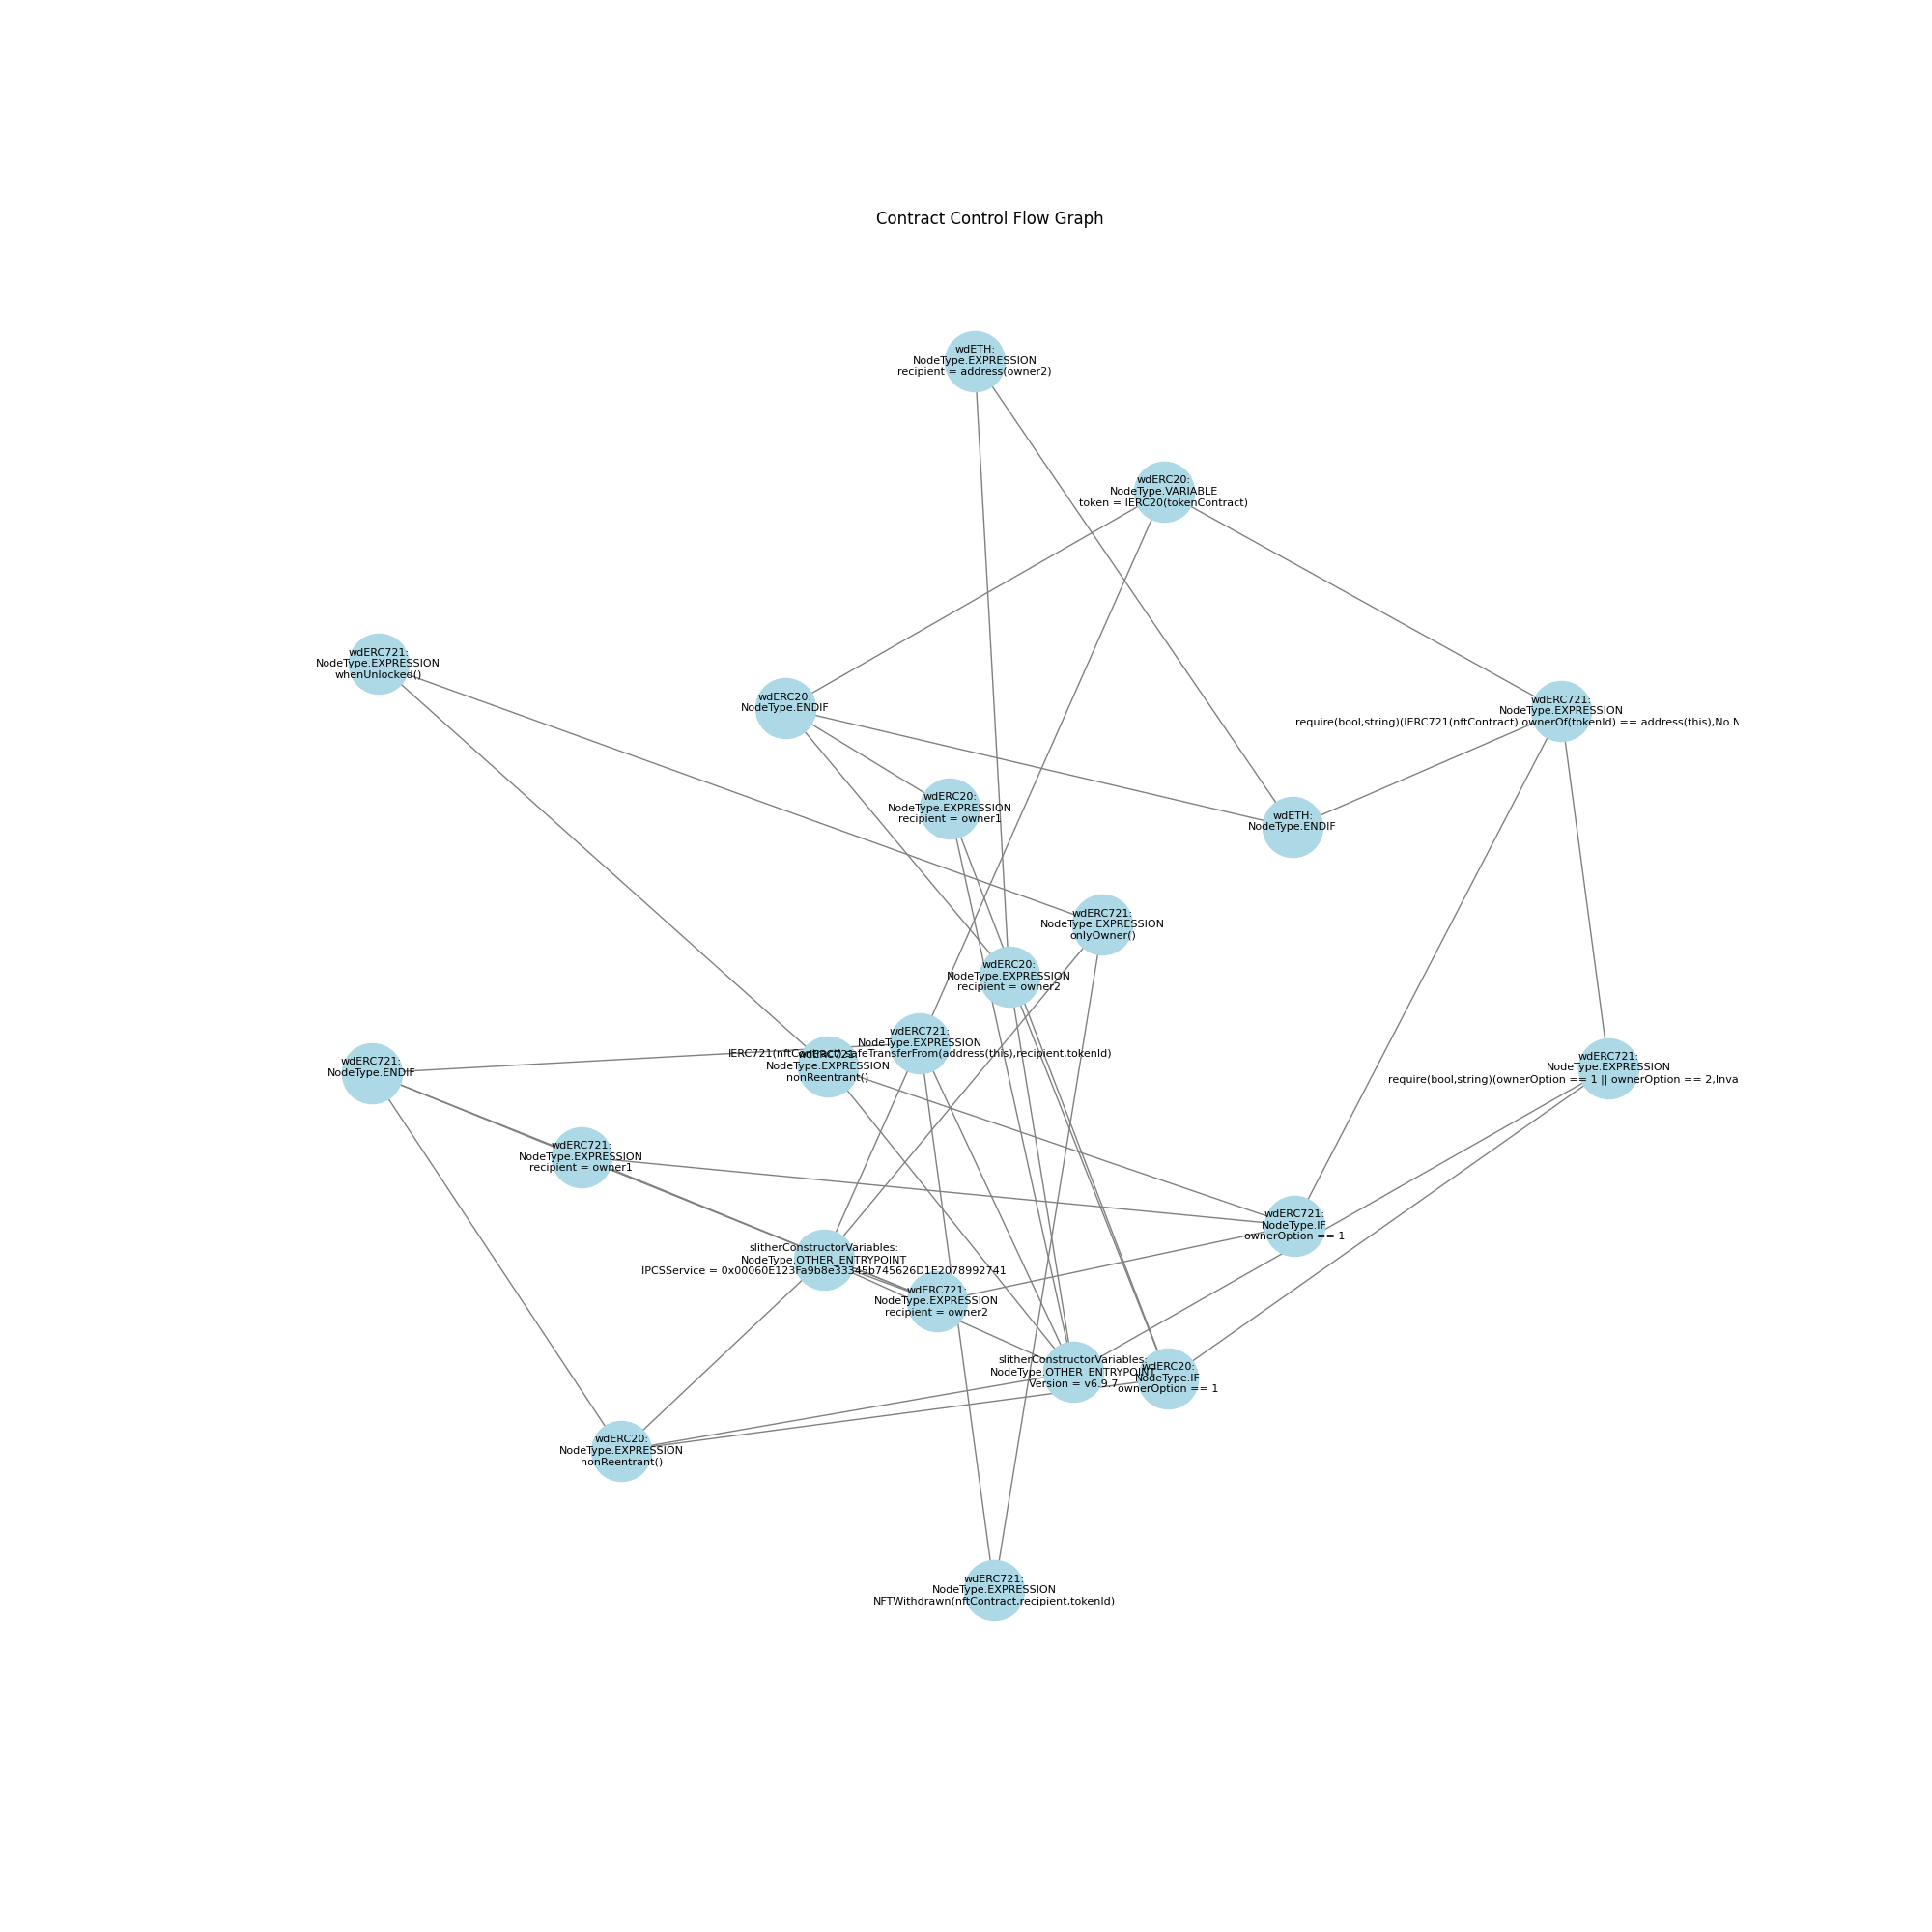 Contract Control Flow Graph
wdETH:
NodeType.EXPRESSION
recipient = address(owner2)
wdERC20:
NodeType.VARIABLE
token = IERC20(tokenContract)
wdERC721:
NodeType.EXPRESSION
whenUnlocked()
wdERC20:
NodeType.ENDIF
wdERC721:
NodeType.EXPRESSION
require(bool,string)(IERC721(nftContract).ownerOf(tokenId) == address(this),No N
wdERC20:
NodeType.EXPRESSION
recipient = owner1
wdETH:
NodeType.ENDIF
wdERC721:
NodeType.EXPRESSION
onlyOwner()
wdERC20:
NodeType.EXPRESSION
recipient = owner2
wdERC721:
NodeType.EXPRESSION
IERC721(nftContract).safeTransferFrom(address(this),recipient,tokenId)
wdERC721:
NodeType.EXPRESSION
nonReentrant()
wdERC721:
NodeType.ENDIF
wdERC721:
NodeType.EXPRESSION
require(bool,string)(ownerOption == 1 || ownerOption == 2,Inva
wdERC721:
NodeType.EXPRESSION
recipient = owner1
wdERC721:
NodeType.IF
ownerOption == 1
slitherConstructorVariables:
NodeType.OTHER_ENTRYPOINT
IPCSService = 0x00060E123Fa9b8e33345b745626D1E2078992741
wdERC721:
NodeType.EXPRESSION
recipient = owner2
slitherConstructorVariables:
NodeType.OTHER_ENTRYPOINT
Version = v6.9.7
wdERC20:
NodeType.IF
ownerOption == 1
wdERC20:
NodeType.EXPRESSION
nonReentrant()
wdERC721:
NodeType.EXPRESSION
NFTWithdrawn(nftContract,recipient,tokenId)